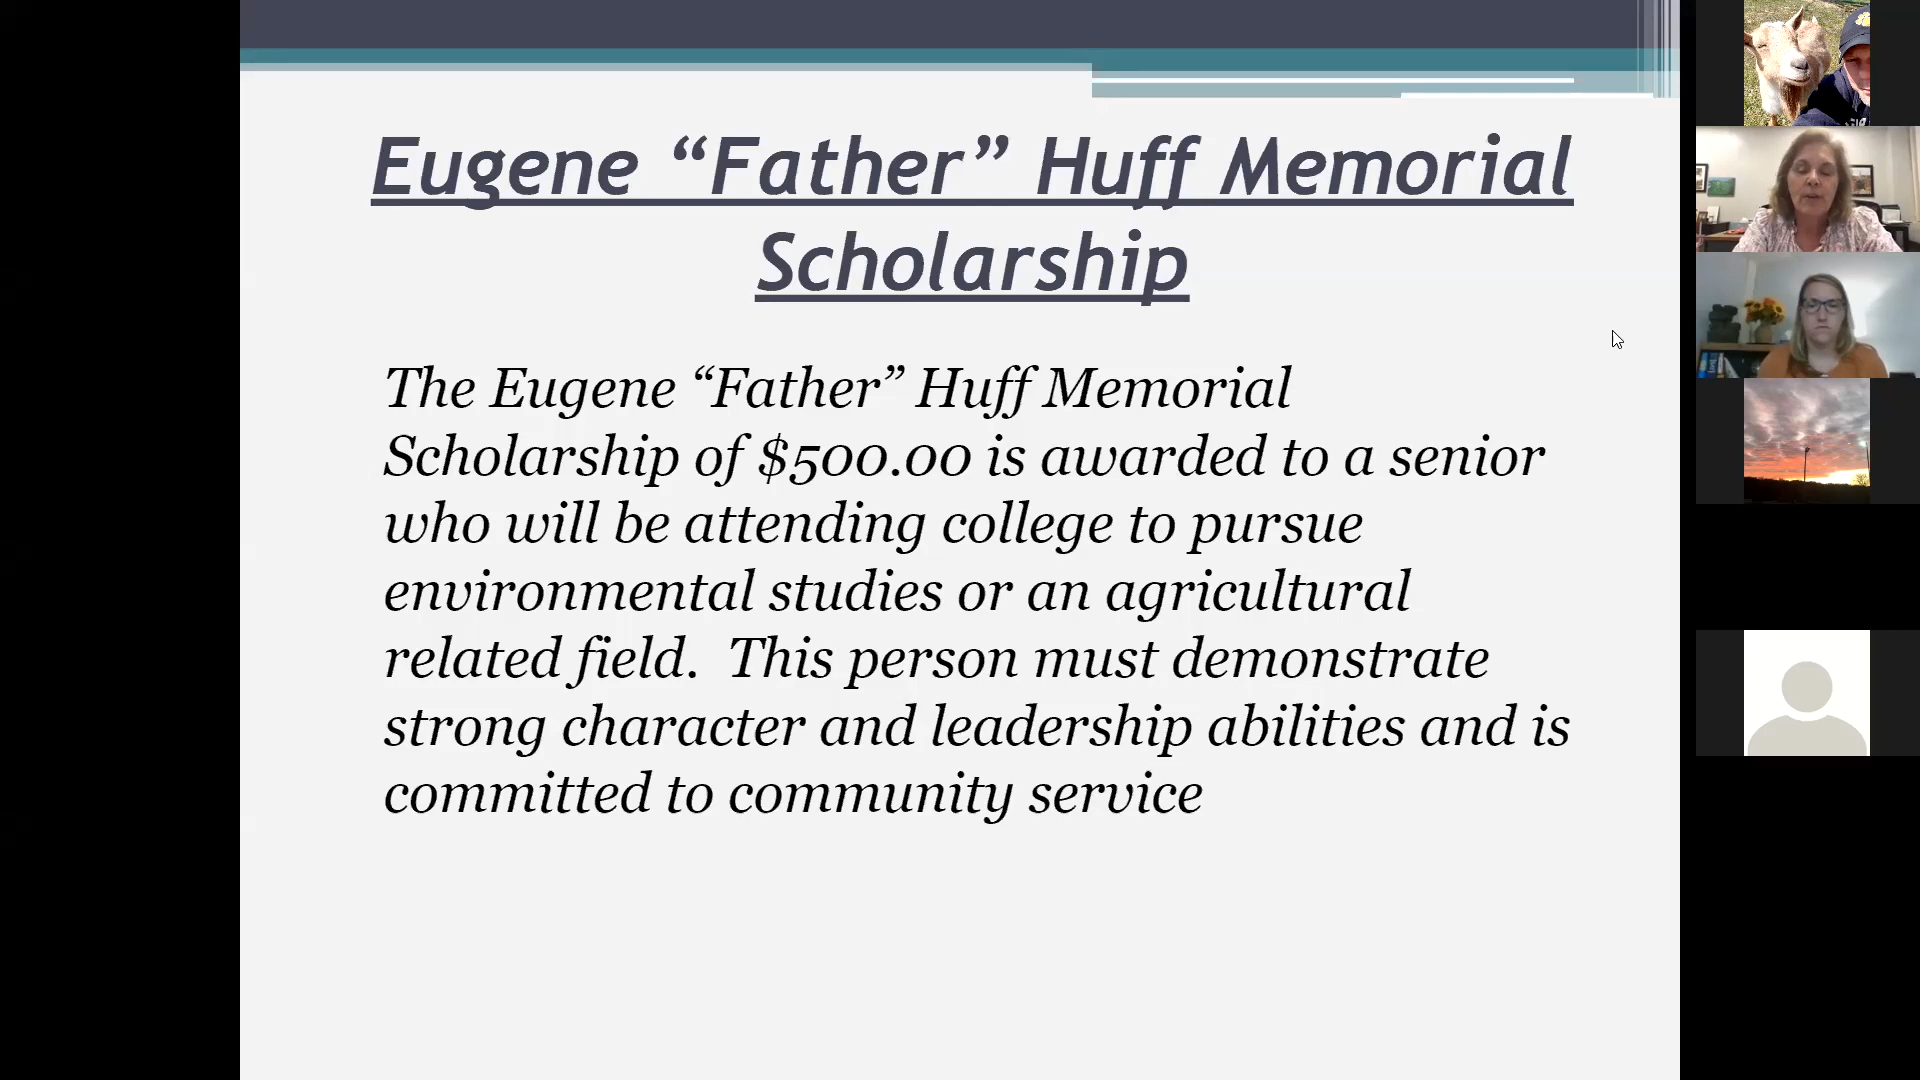 Eugene “Father” Huff Memorial
Scholarship
The Eugene “Father” Huff Memorial
Scholarship of $500.00 is awarded to a senior
who will be attending college to pursue
environmental studies or an agricultural
related field.  This person must demonstrate
strong character and leadership abilities and is
committed to community service